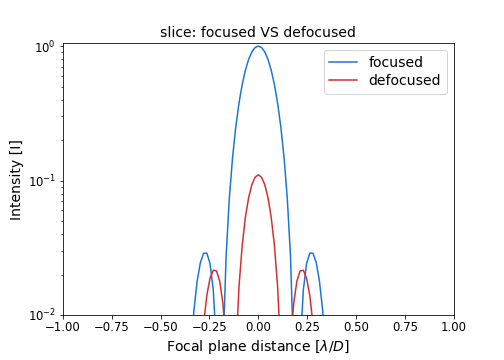 slice: focused VS defocused
focused
defocused
Intensity [I]
10⁰
10⁻¹
10⁻²
−1.00 −0.75 −0.50 −0.25 0.00 0.25 0.50 0.75 1.00
Focal plane distance [λ/D]